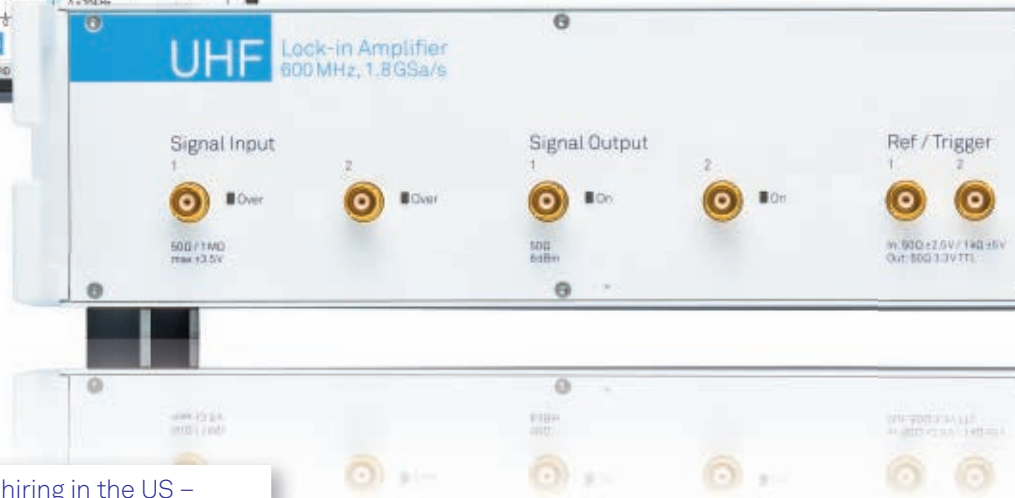 UHF
Lock-in Amplifier
600 MHz, 1.8 GSa/s
Signal Input
1
2
Over
Over
50Ω / 1MΩ
max ±3.5V
Signal Output
1
2
On
On
50Ω
Ref / Trigger
1
2
In: 50Ω ±2.5V / 1kΩ ±5V
Out: 50Ω 3.3V TTL
hiring in the US –